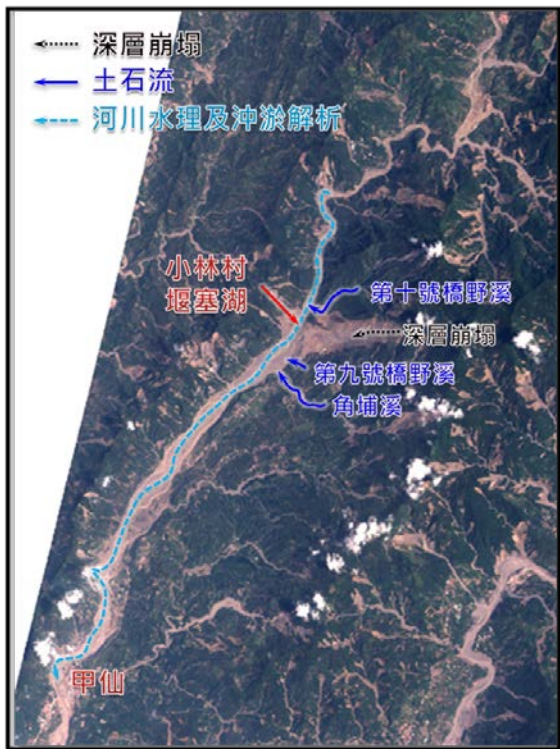 深層崩塌
土石流
河川水理及沖淤解析
小林村
堰塞湖
第十號橋野溪
深層崩塌
第九號橋野溪
角埔溪
甲仙